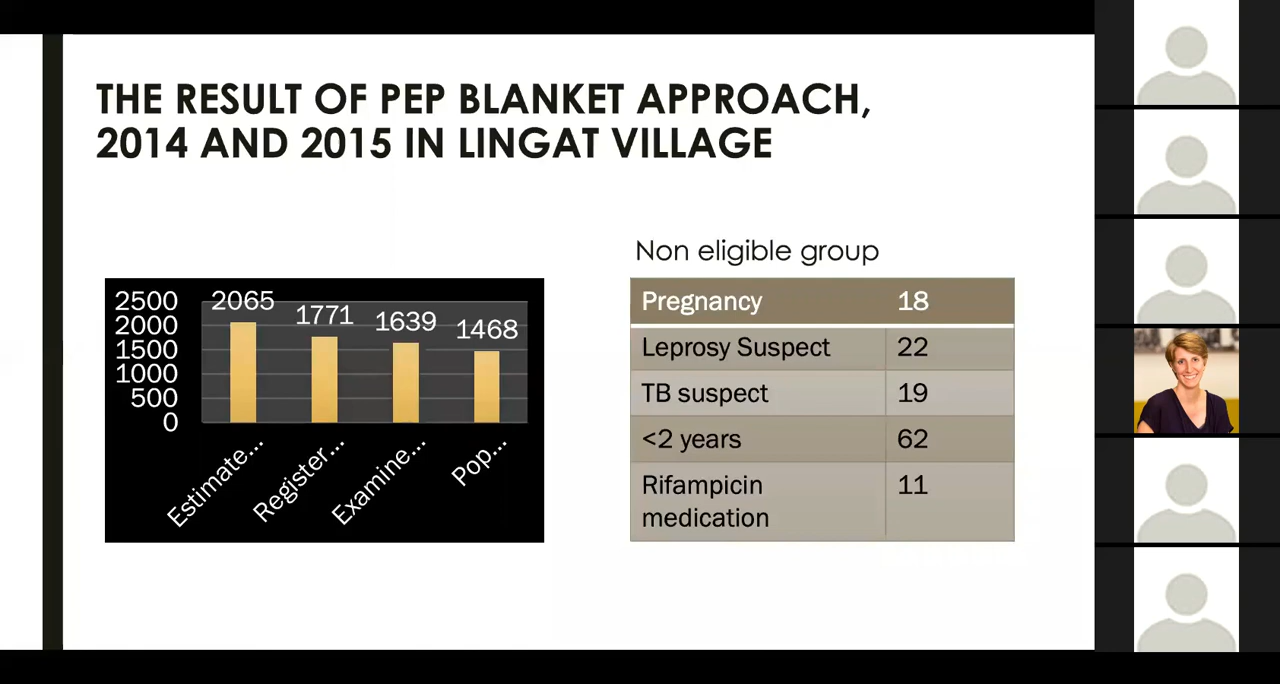 THE RESULT OF PEP BLANKET APPROACH,
2014 AND 2015 IN LINGAT VILLAGE
2500
2000
1500
1000
500
0
2065
1771
1639
1468
Estimate...
Register...
Examine...
Pop...
Non eligible group
Pregnancy 18
Leprosy Suspect 22
TB suspect 19
<2 years 62
Rifampicin 11
medication